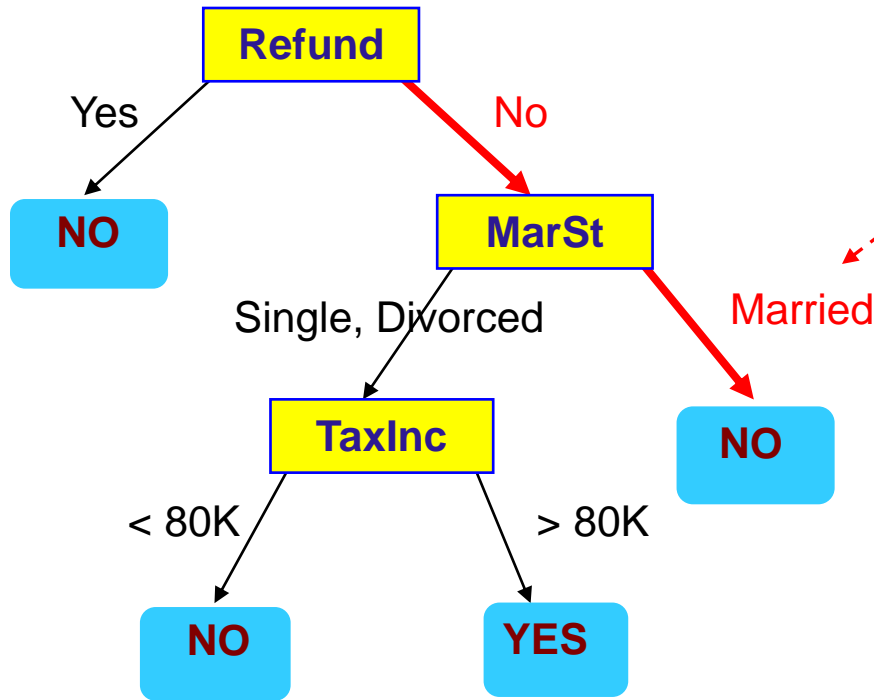 Refund
Yes
No
NO
MarSt
Single, Divorced
Married
TaxInc
NO
< 80K
> 80K
NO
YES